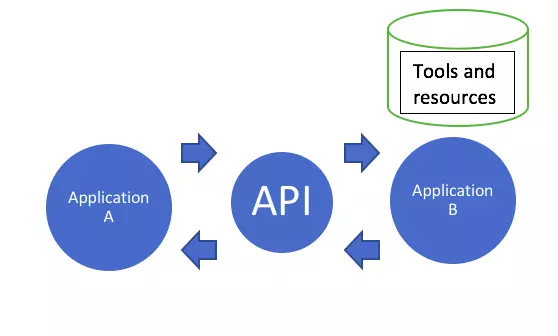 Tools and
resources
Application
A
API
Application
B